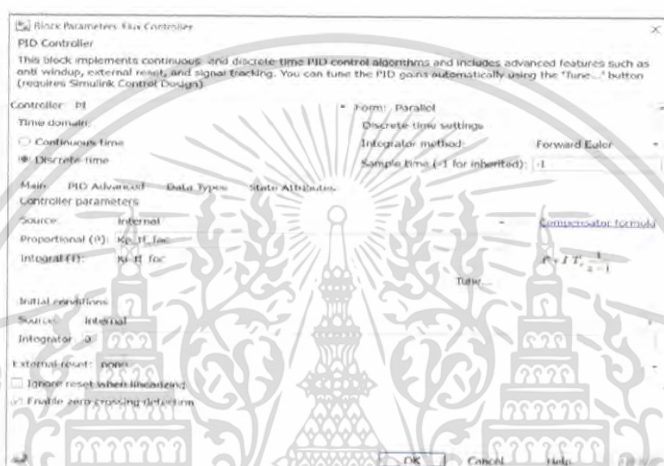 Block Parameters: Flux Controller
PID Controller
This block implements continuous- and discrete-time PID control algorithms and includes advanced features such as
anti-windup, external reset, and signal tracking. You can tune the PID gains automatically using the 'Tune...' button
(requires Simulink Control Design).
Controller: PI
Form: Parallel
Time domain:
Discrete-time settings
Continuous-time
Integrator method: Forward Euler
Discrete-time
Sample time (-1 for inherited): -1
Main PID Advanced Data Types State Attributes
Controller parameters
Source: internal
Compensator formula
Proportional (P):
Integral (I):
P + I T_s 1/(z - 1)
Tune...
Initial conditions
Source: internal
Integrator: 0
External reset: none
Ignore reset when linearizing
Enable zero-crossing detection
OK Cancel Help